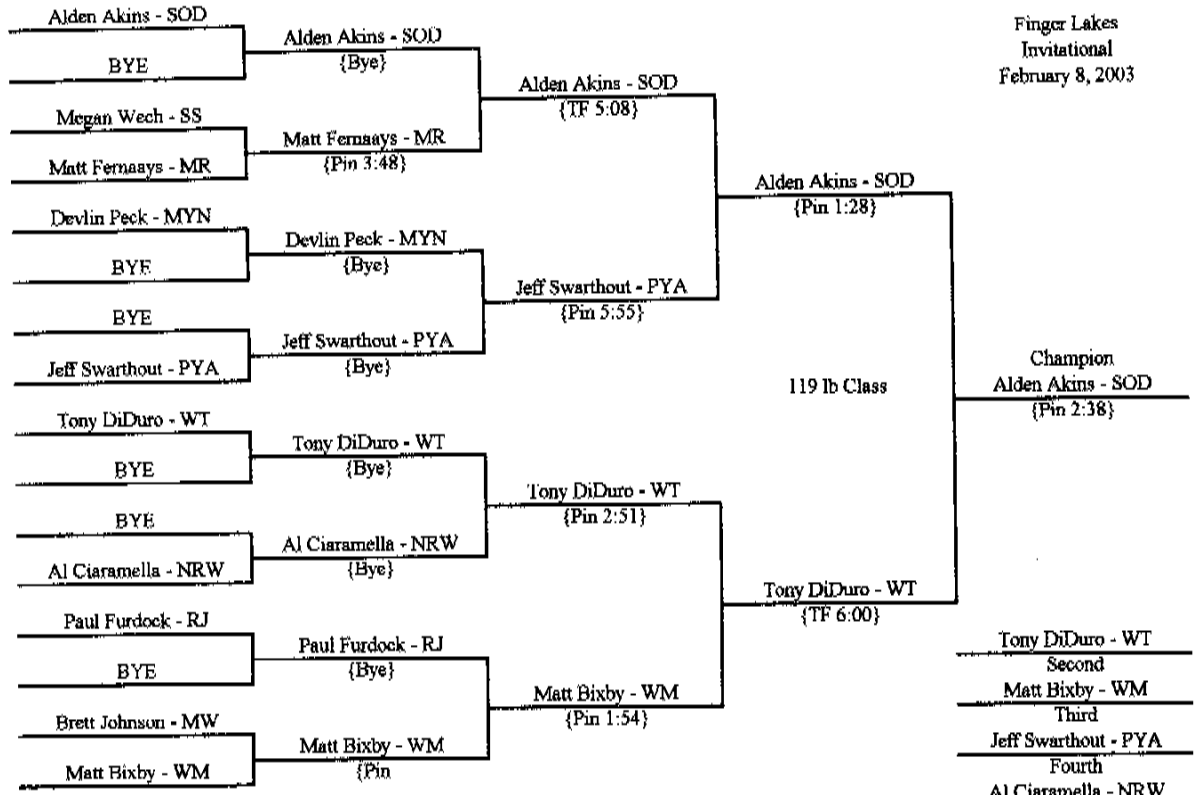 Finger Lakes
Invitational
February 8, 2003
Alden Akins - SOD
BYE
Megan Wech - SS
Matt Fernaays - MR
Devlin Peck - MYN
BYE
BYE
Jeff Swarthout - PYA
Tony DiDuro - WT
BYE
BYE
Al Ciaramella - NRW
Paul Furdock - RJ
BYE
Brett Johnson - MW
Matt Bixby - WM
Alden Akins - SOD
{Bye}
Matt Fernaays - MR
{Pin 3:48}
Devlin Peck - MYN
{Bye}
Jeff Swarthout - PYA
{Bye}
Tony DiDuro - WT
{Bye}
Al Ciaramella - NRW
{Bye}
Paul Furdock - RJ
{Bye}
Matt Bixby - WM
{Pin
Alden Akins - SOD
{TF 5:08}
Jeff Swarthout - PYA
{Pin 5:55}
Tony DiDuro - WT
{Pin 2:51}
Matt Bixby - WM
{Pin 1:54}
Alden Akins - SOD
{Pin 1:28}
119 lb Class
Tony DiDuro - WT
{TF 6:00}
Champion
Alden Akins - SOD
{Pin 2:38}
Tony DiDuro - WT
Second
Matt Bixby - WM
Third
Jeff Swarthout - PYA
Fourth
Al Ciaramella - NRW